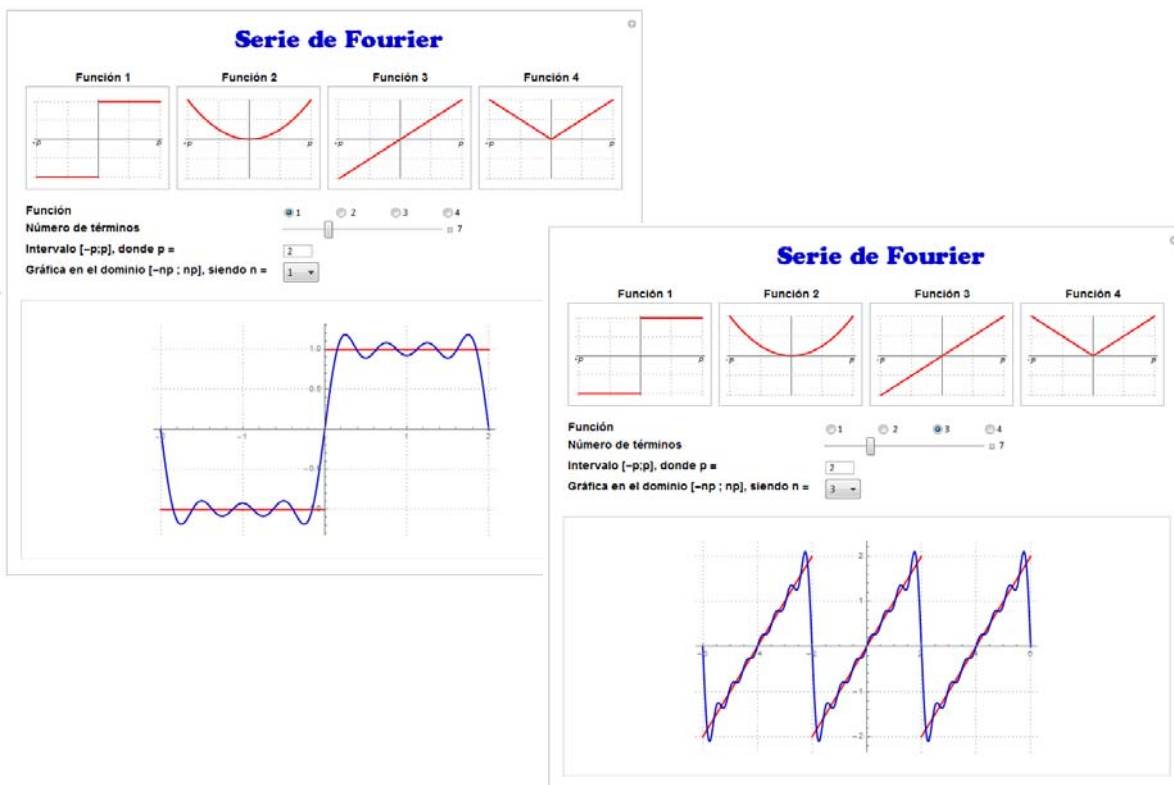 Serie de Fourier
Función 1 Función 2 Función 3 Función 4
-p p -p p -p p -p p
Función 1 2 3 4
Número de términos 7
Intervalo [-p;p], donde p = 2
Gráfica en el dominio [-np ; np], siendo n = 1
1.0
0.5
-1 1 2
Serie de Fourier
Función 1 Función 2 Función 3 Función 4
-p p -p p -p p -p p
Función 1 2 3 4
Número de términos 7
Intervalo [-p;p], donde p = 2
Gráfica en el dominio [-np ; np], siendo n = 3
2
1
2
-1
-2